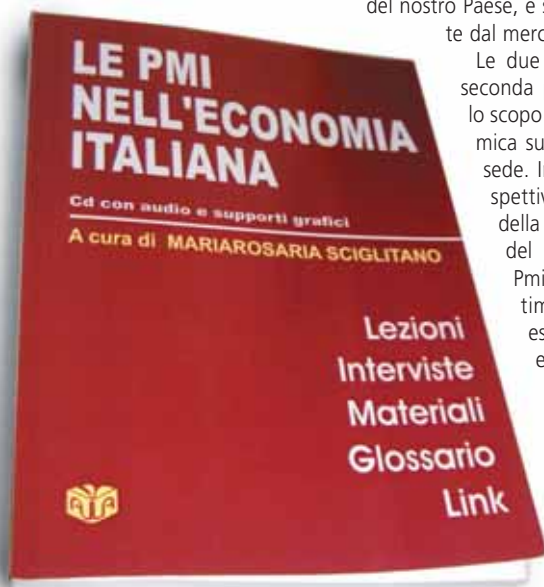 del nostro Paese, e s
te dal merc
Le due
seconda
lo scopo
mica su
sede. In
spettiv
della
del
Pmi
tim
es
e
LE PMI
NELL'ECONOMIA
ITALIANA
Cd con audio e supporti grafici
A cura di MARIAROSARIA SCIGLITANO
Lezioni
Interviste
Materiali
Glossario
Link